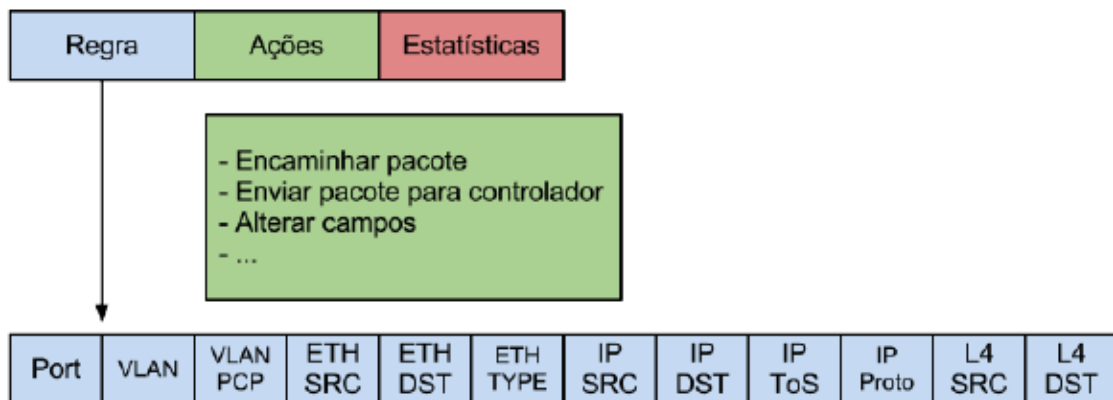 Regra Ações Estatísticas
- Encaminhar pacote
- Enviar pacote para controlador
- Alterar campos
- ...
Port VLAN VLAN PCP ETH SRC ETH DST ETH TYPE IP SRC IP DST IP ToS IP Proto L4 SRC L4 DST